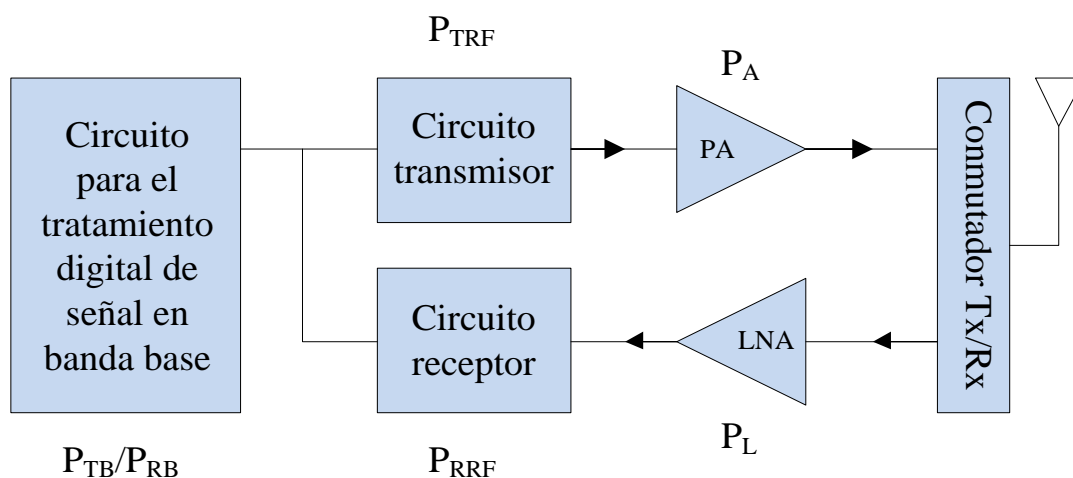 P_TRF
P_A
Circuito
para el
tratamiento
digital de
señal en
banda base
Circuito
transmisor
PA
Conmutador Tx/Rx
Circuito
receptor
LNA
P_TB/P_RB
P_RRF
P_L